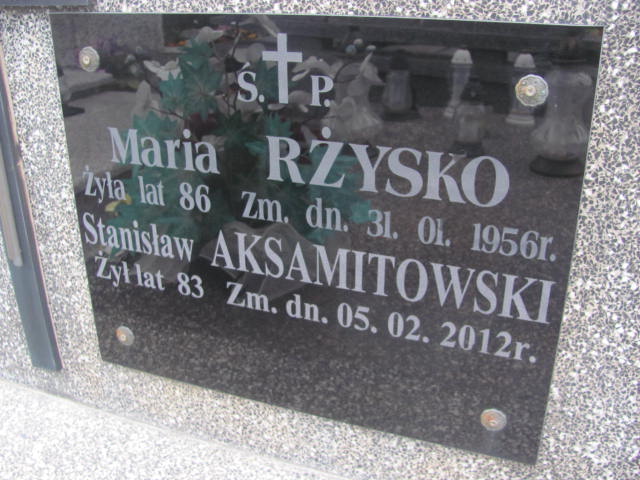 Ś. P.
Maria RŻYSKO
Żyła lat 86 Zm. dn. 31. 01. 1956r.
Stanisław AKSAMITOWSKI
Żył lat 83 Zm. dn. 05. 02. 2012r.